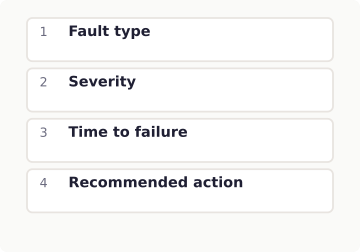 1 Fault type
2 Severity
3 Time to failure
4 Recommended action